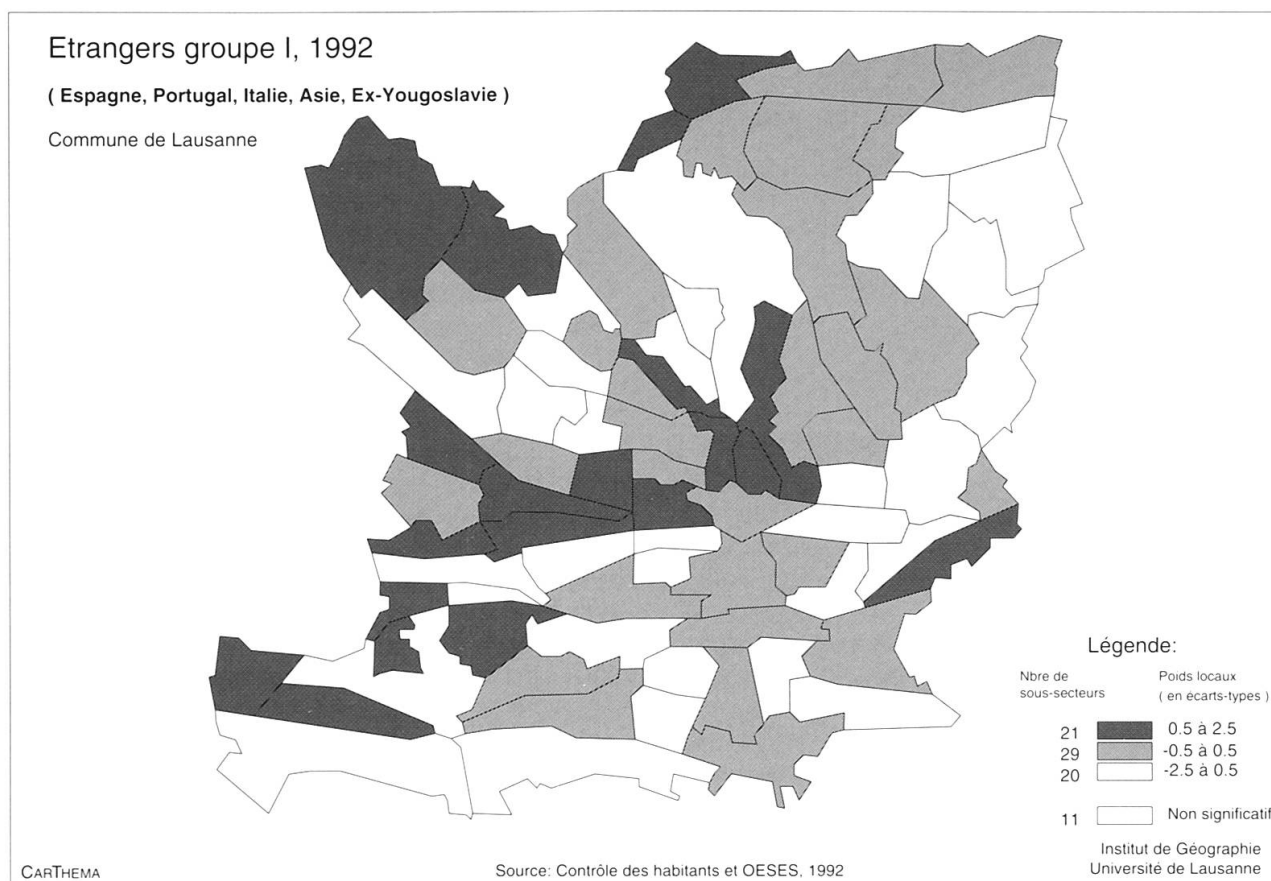 Etrangers groupe I, 1992
( Espagne, Portugal, Italie, Asie, Ex-Yougoslavie )
Commune de Lausanne
Légende:
Nbre de sous-secteurs
Poids locaux ( en écarts-types )
21 0.5 à 2.5
29 -0.5 à 0.5
20 -2.5 à 0.5
11 Non significatif
Institut de Géographie
Université de Lausanne
CARTHEMA
Source: Contrôle des habitants et OESES, 1992